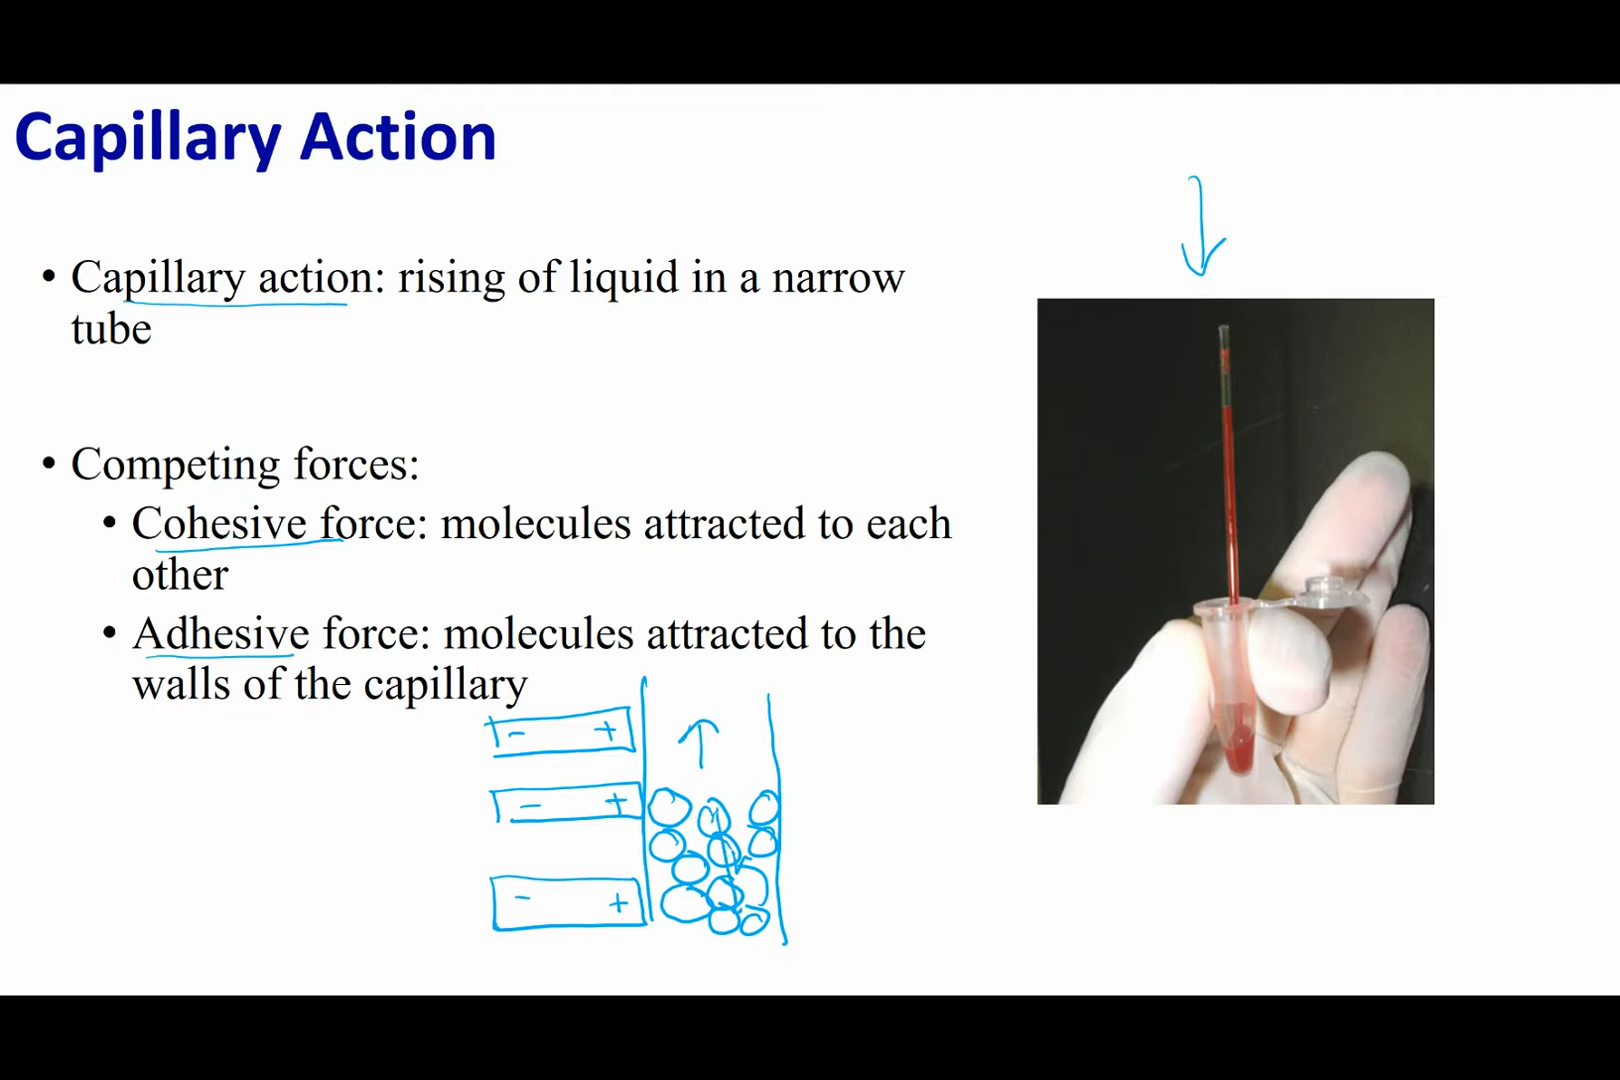 Capillary Action
• Capillary action: rising of liquid in a narrow
tube
• Competing forces:
• Cohesive force: molecules attracted to each
other
• Adhesive force: molecules attracted to the
walls of the capillary
- +
- +
- +